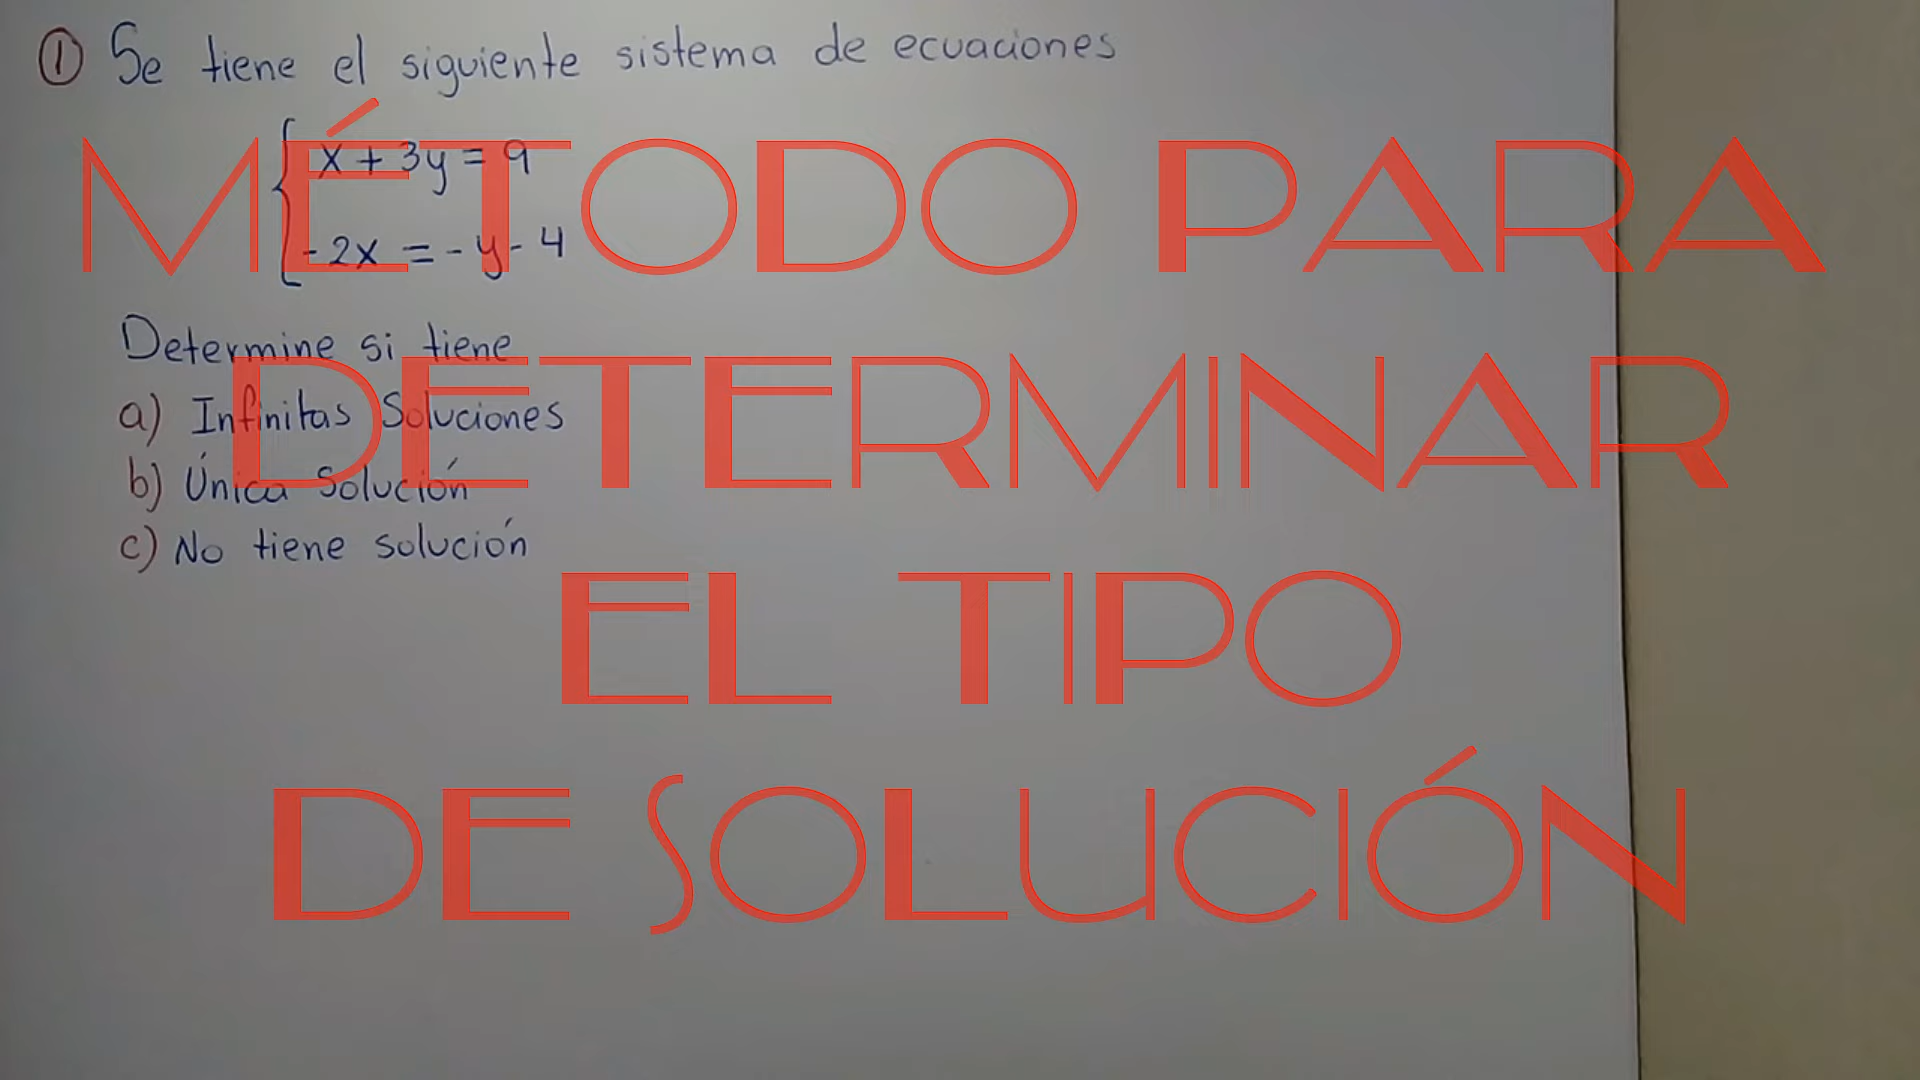 ① Se tiene el siguiente sistema de ecuaciones
x + 3y = 9
-2x = -y - 4
Determine si tiene
a) Infinitas Soluciones
b) Única Solución
c) No tiene solución
MÉTODO PARA
DETERMINAR
EL TIPO
DE SOLUCIÓN